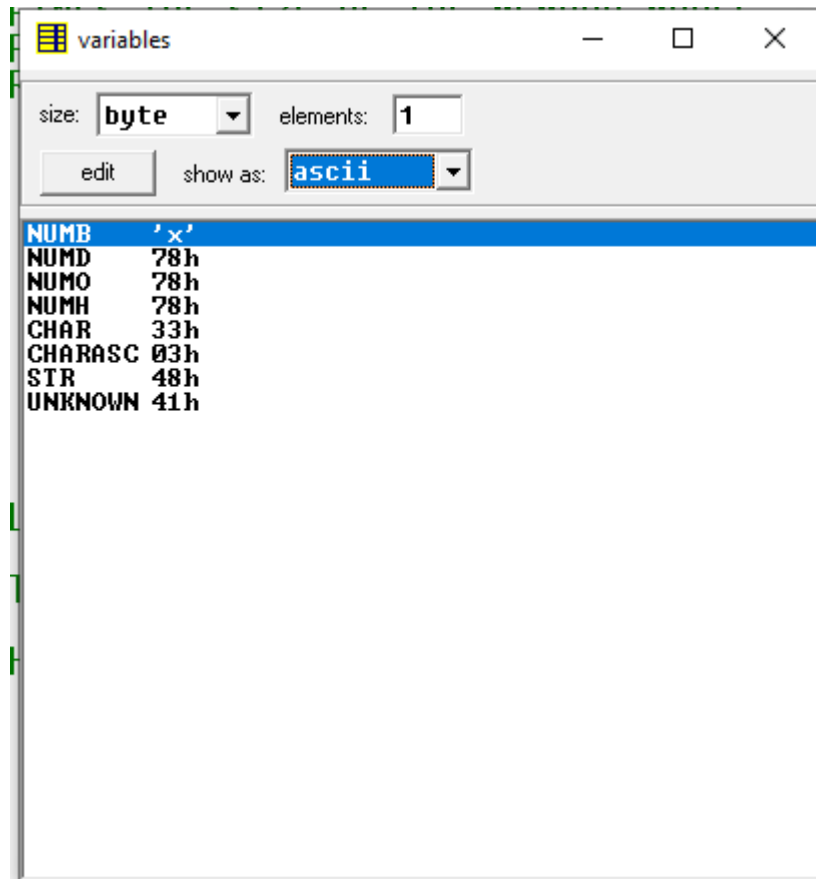 variables
size: byte elements: 1
edit show as: ascii
NUMB 'x'
NUMD 78h
NUMO 78h
NUMH 78h
CHAR 33h
CHARASC 03h
STR 48h
UNKNOWN 41h